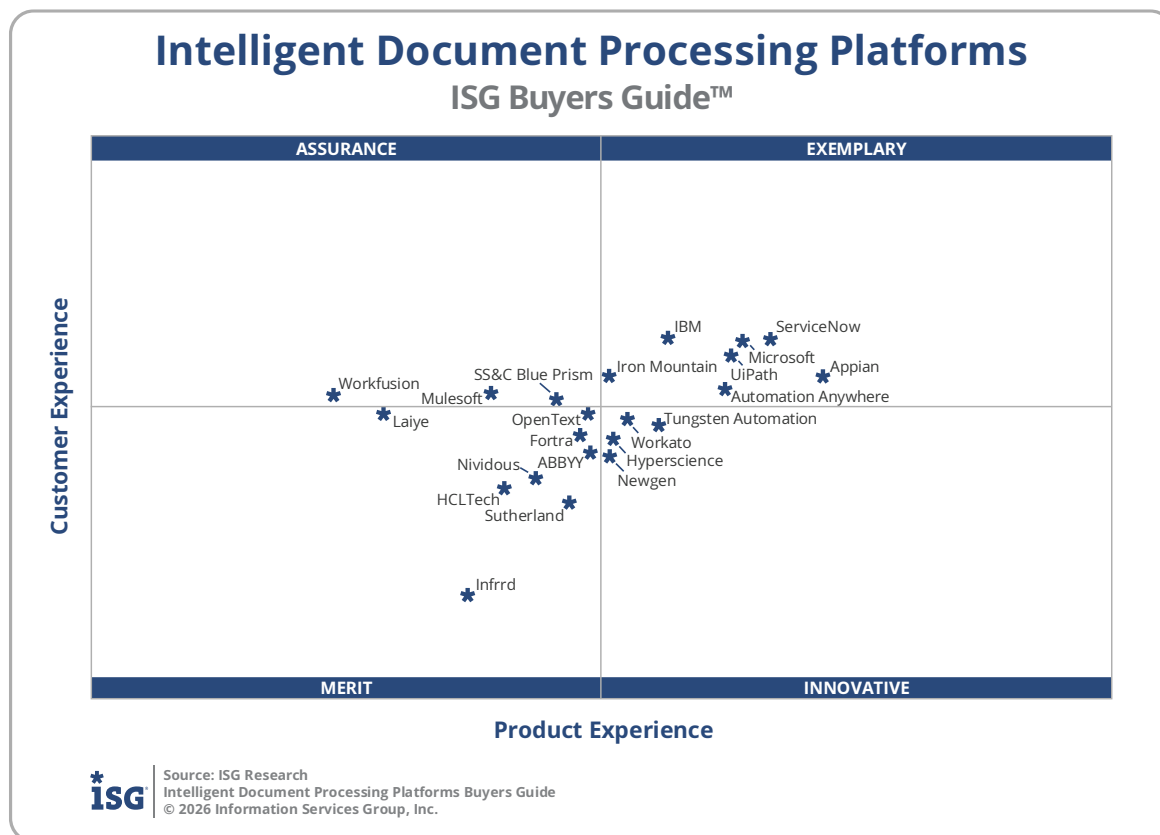 Intelligent Document Processing Platforms
ISG Buyers Guide™
ASSURANCE
EXEMPLARY
IBM
ServiceNow
Microsoft
UiPath
Iron Mountain
Appian
SS&C Blue Prism
Workfusion
Mulesoft
Automation Anywhere
Laiye
OpenText
Tungsten Automation
Fortra
Workato
ABBYY
Hyperscience
Nividous
Newgen
HCLTech
Sutherland
Infrrd
Customer Experience
MERIT
INNOVATIVE
Product Experience
iSG
Source: ISG Research
Intelligent Document Processing Platforms Buyers Guide
© 2026 Information Services Group, Inc.